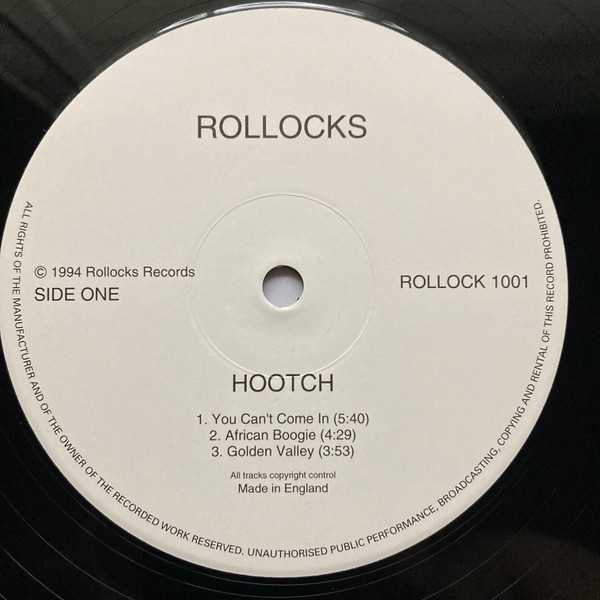 ROLLOCKS
© 1994 Rollocks Records
SIDE ONE
ROLLOCK 1001
HOOTCH
1. You Can't Come In (5:40)
2. African Boogie (4:29)
3. Golden Valley (3:53)
All tracks copyright control
Made in England
ALL RIGHTS OF THE MANUFACTURER AND OF THE OWNER OF THE RECORDED WORK RESERVED. UNAUTHORISED PUBLIC PERFORMANCE, BROADCASTING, COPYING AND RENTAL OF THIS RECORD PROHIBITED.